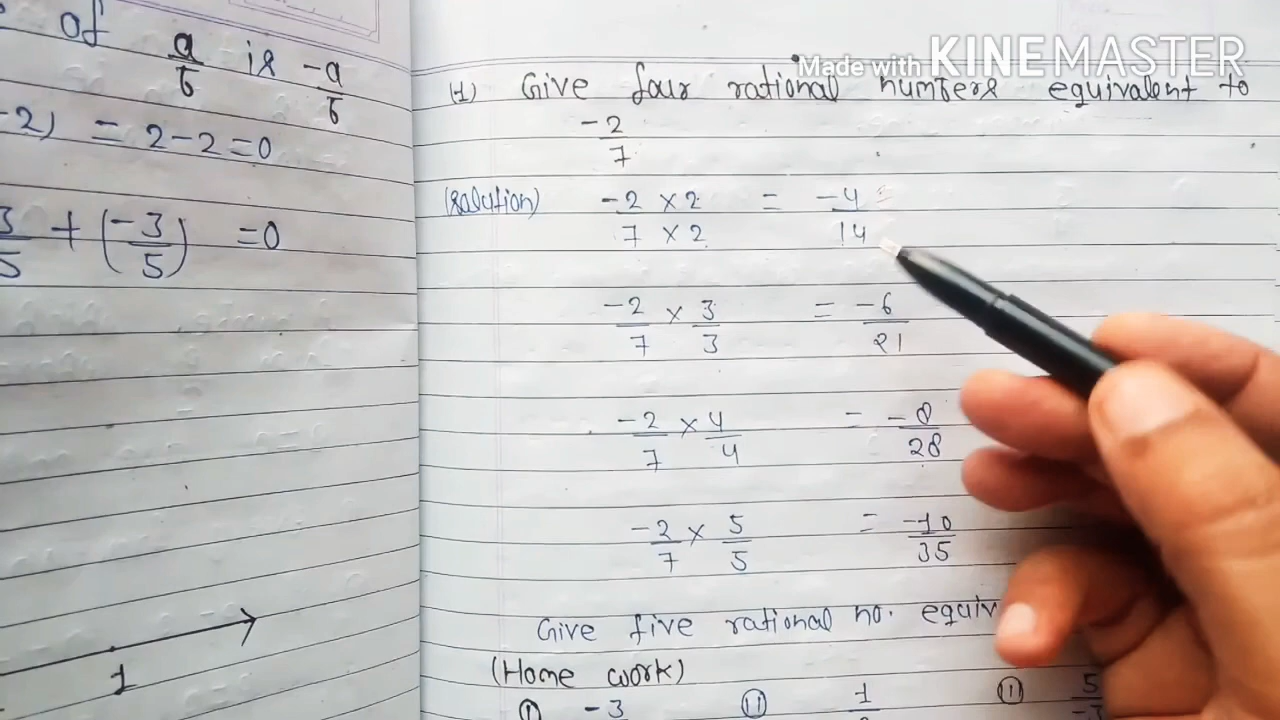 of a/b is -a/b
-2) = 2-2=0
3/5 + (-3/5) =0
1
Made with KINEMASTER
(1) Give four rational numbers equivalent to
-2/7
(Solution) -2 × 2 / 7 × 2 = -4/14
-2/7 × 3/3 = -6/21
-2/7 × 4/4 = -8/28
-2/7 × 5/5 = -10/35
Give five rational no. equiv
(Home work)
(i) -3 (ii) 1 (iii) 5/-3